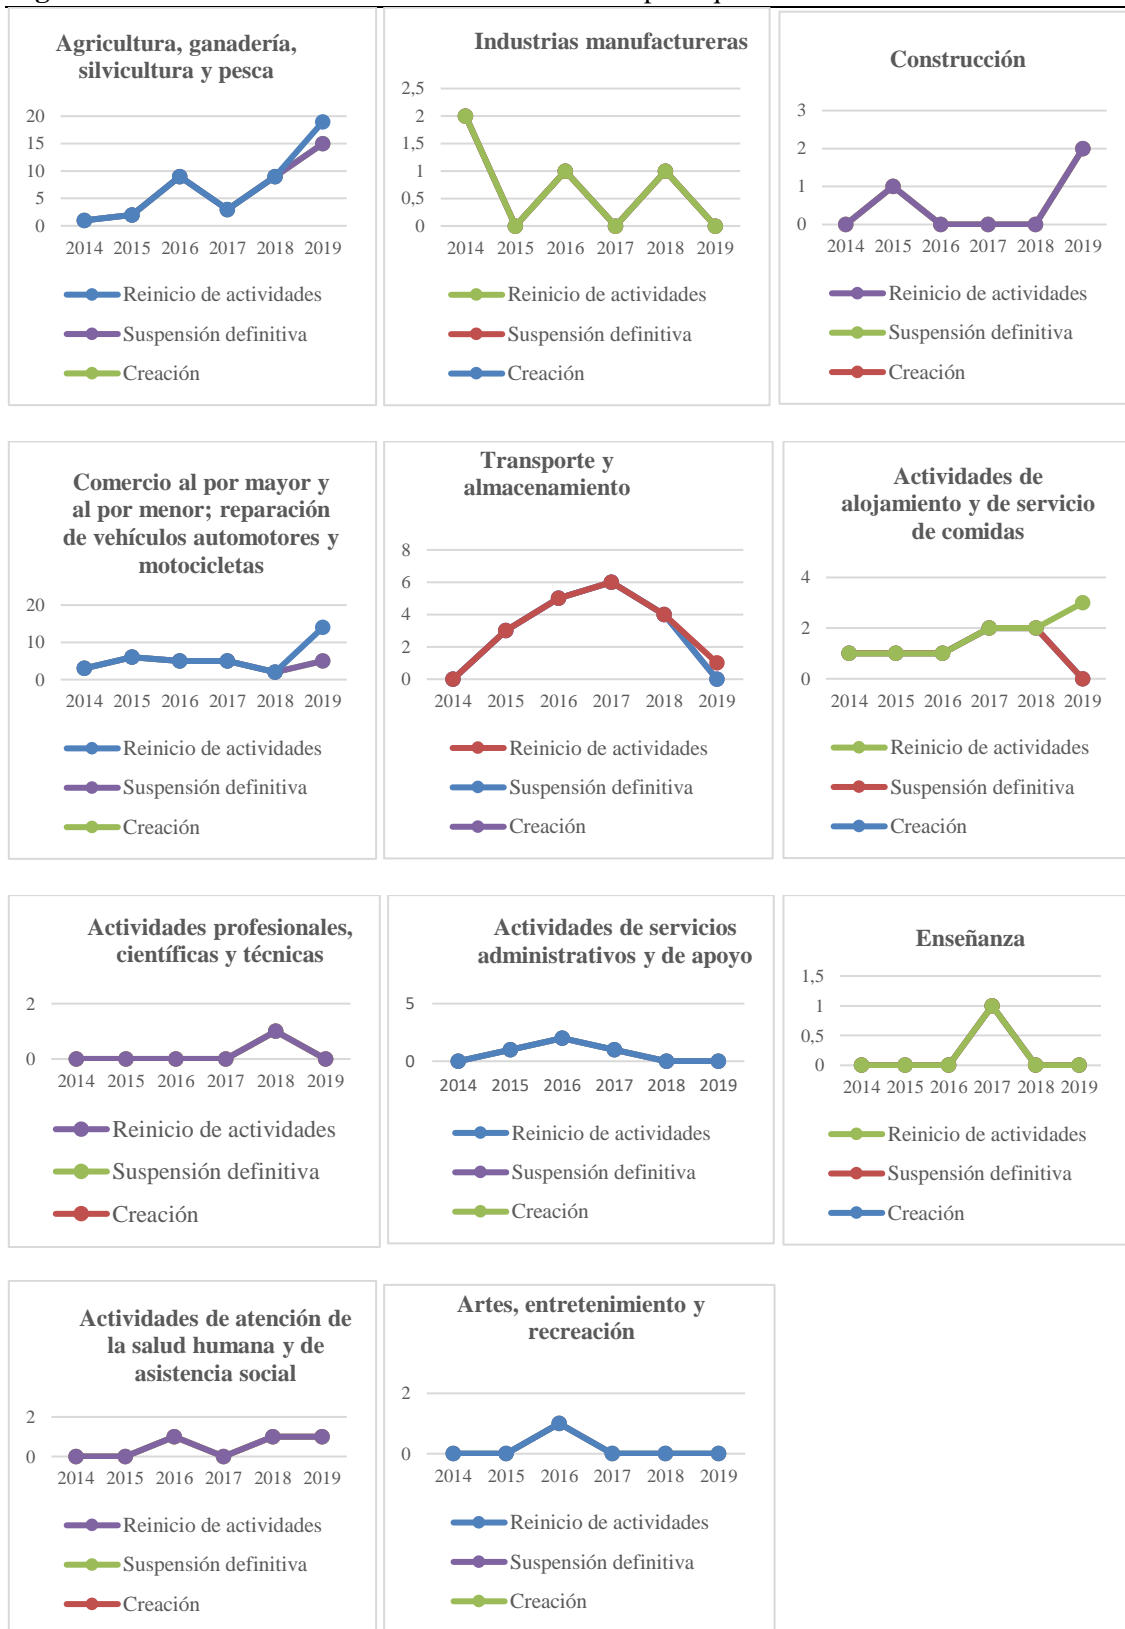 Agricultura, ganadería,
silvicultura y pesca
20
15
10
5
0
2014 2015 2016 2017 2018 2019
Reinicio de actividades
Suspensión definitiva
Creación
Industrias manufactureras
2,5
2
1,5
1
0,5
0
2014 2015 2016 2017 2018 2019
Reinicio de actividades
Suspensión definitiva
Creación
Construcción
3
2
1
0
2014 2015 2016 2017 2018 2019
Reinicio de actividades
Suspensión definitiva
Creación
Comercio al por mayor y
al por menor; reparación
de vehículos automotores y
motocicletas
20
10
0
2014 2015 2016 2017 2018 2019
Reinicio de actividades
Suspensión definitiva
Creación
Transporte y
almacenamiento
8
6
4
2
0
2014 2015 2016 2017 2018 2019
Reinicio de actividades
Suspensión definitiva
Creación
Actividades de
alojamiento y de servicio
de comidas
4
2
0
2014 2015 2016 2017 2018 2019
Reinicio de actividades
Suspensión definitiva
Creación
Actividades profesionales,
científicas y técnicas
2
0
2014 2015 2016 2017 2018 2019
Reinicio de actividades
Suspensión definitiva
Creación
Actividades de servicios
administrativos y de apoyo
5
0
2014 2015 2016 2017 2018 2019
Reinicio de actividades
Suspensión definitiva
Creación
Enseñanza
1,5
1
0,5
0
2014 2015 2016 2017 2018 2019
Reinicio de actividades
Suspensión definitiva
Creación
Actividades de atención de
la salud humana y de
asistencia social
2
0
2014 2015 2016 2017 2018 2019
Reinicio de actividades
Suspensión definitiva
Creación
Artes, entretenimiento y
recreación
2
0
2014 2015 2016 2017 2018 2019
Reinicio de actividades
Suspensión definitiva
Creación